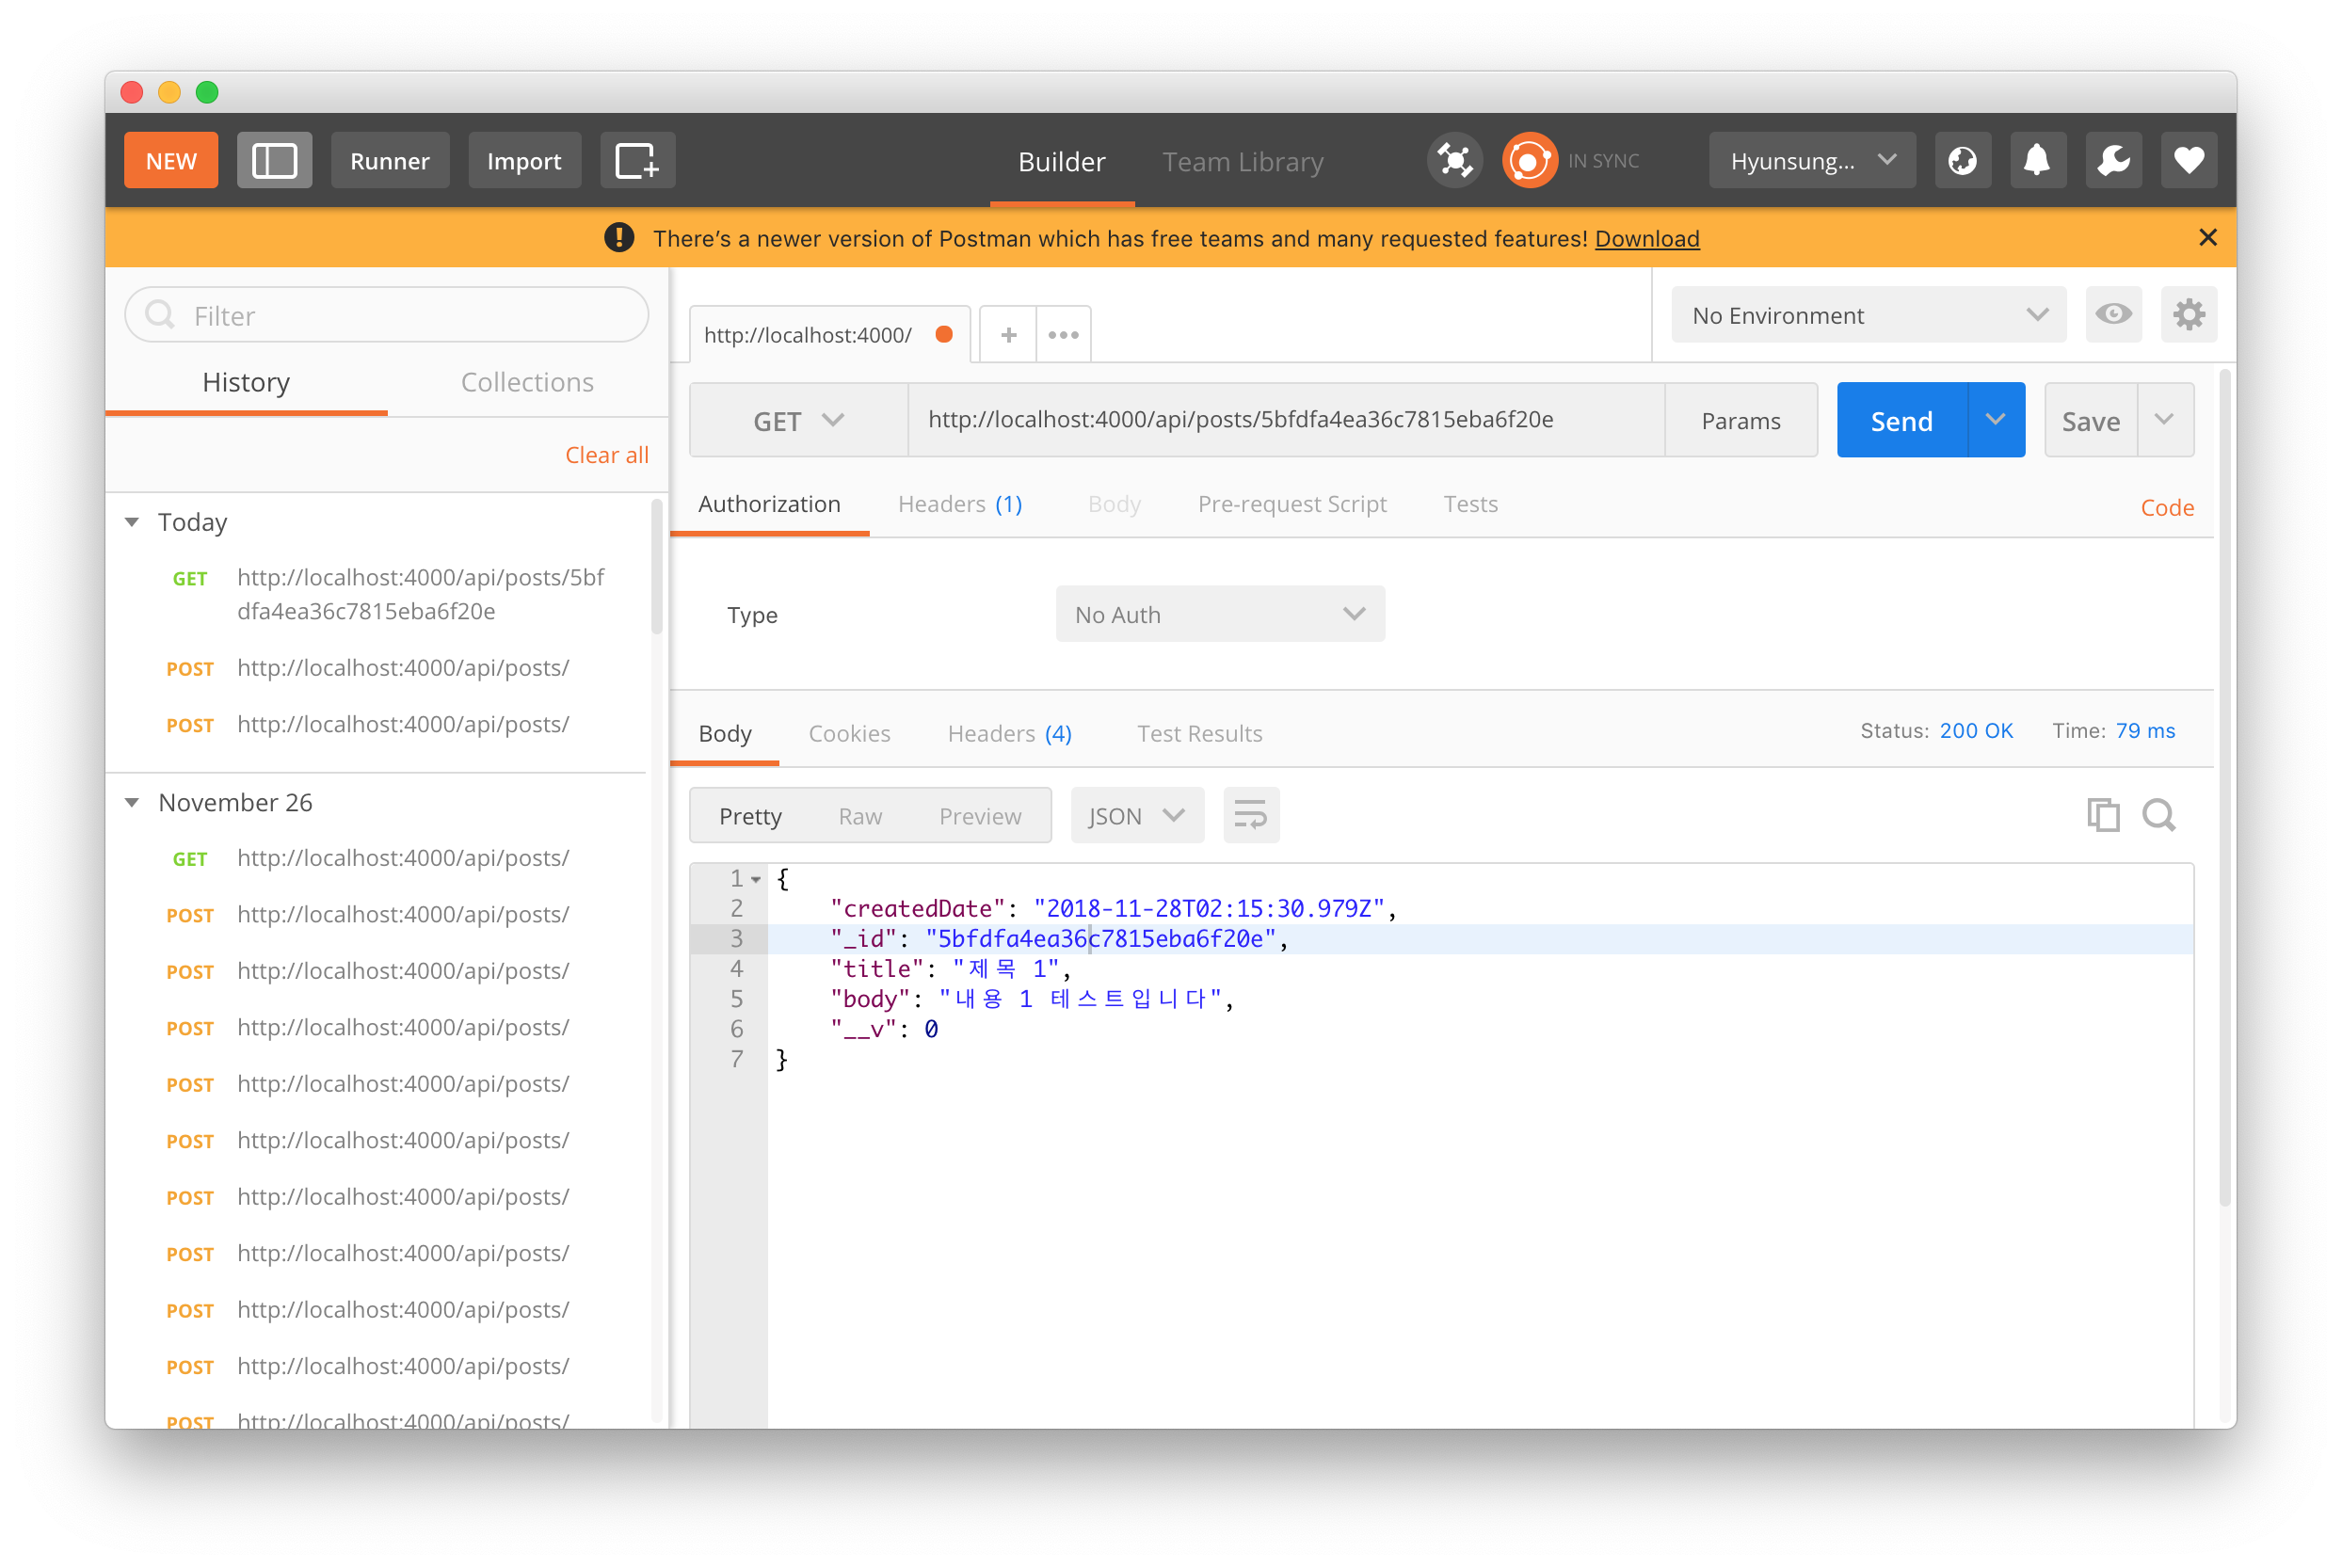 NEW Runner Import Builder Team Library IN SYNC Hyunsung...
There’s a newer version of Postman which has free teams and many requested features! Download
Filter
History Collections
Clear all
Today
GET http://localhost:4000/api/posts/5bf
dfa4ea36c7815eba6f20e
POST http://localhost:4000/api/posts/
POST http://localhost:4000/api/posts/
November 26
GET http://localhost:4000/api/posts/
POST http://localhost:4000/api/posts/
POST http://localhost:4000/api/posts/
POST http://localhost:4000/api/posts/
POST http://localhost:4000/api/posts/
POST http://localhost:4000/api/posts/
POST http://localhost:4000/api/posts/
POST http://localhost:4000/api/posts/
POST http://localhost:4000/api/posts/
POST http://localhost:4000/api/posts/
POST http://localhost:4000/api/posts/
http://localhost:4000/ + ••• No Environment
GET http://localhost:4000/api/posts/5bfdfa4ea36c7815eba6f20e Params Send Save
Authorization Headers (1) Body Pre-request Script Tests Code
Type No Auth
Body Cookies Headers (4) Test Results Status: 200 OK Time: 79 ms
Pretty Raw Preview JSON
1 {
2 "createdDate": "2018-11-28T02:15:30.979Z",
3 "_id": "5bfdfa4ea36c7815eba6f20e",
4 "title": "제목 1",
5 "body": "내용 1 테스트입니다",
6 "__v": 0
7 }